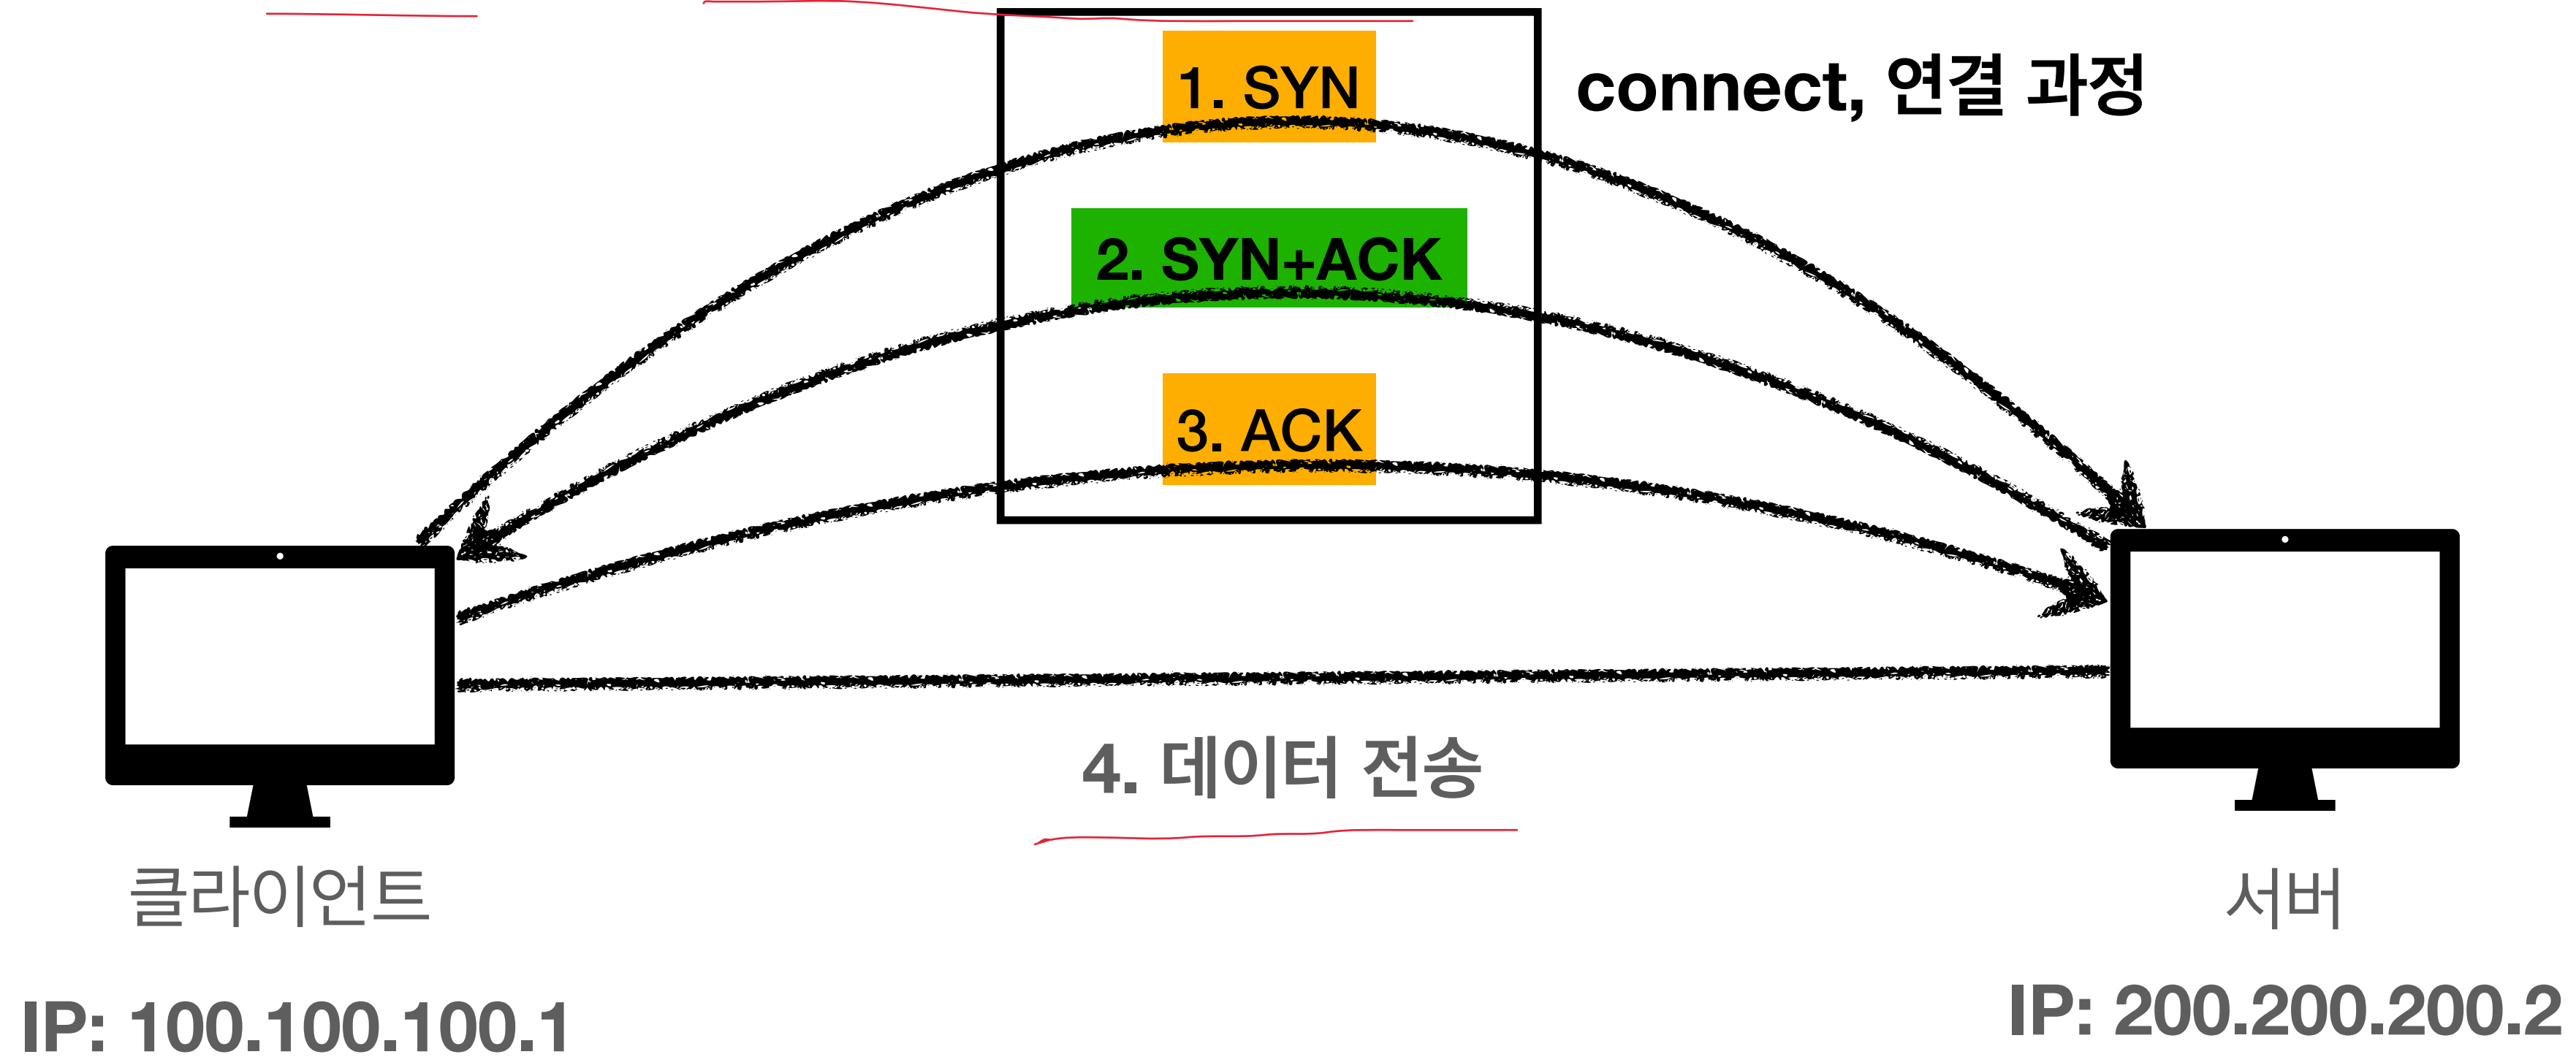 1. SYN
connect, 연결 과정
2. SYN+ACK
3. ACK
4. 데이터 전송
클라이언트
서버
IP: 100.100.100.1
IP: 200.200.200.2